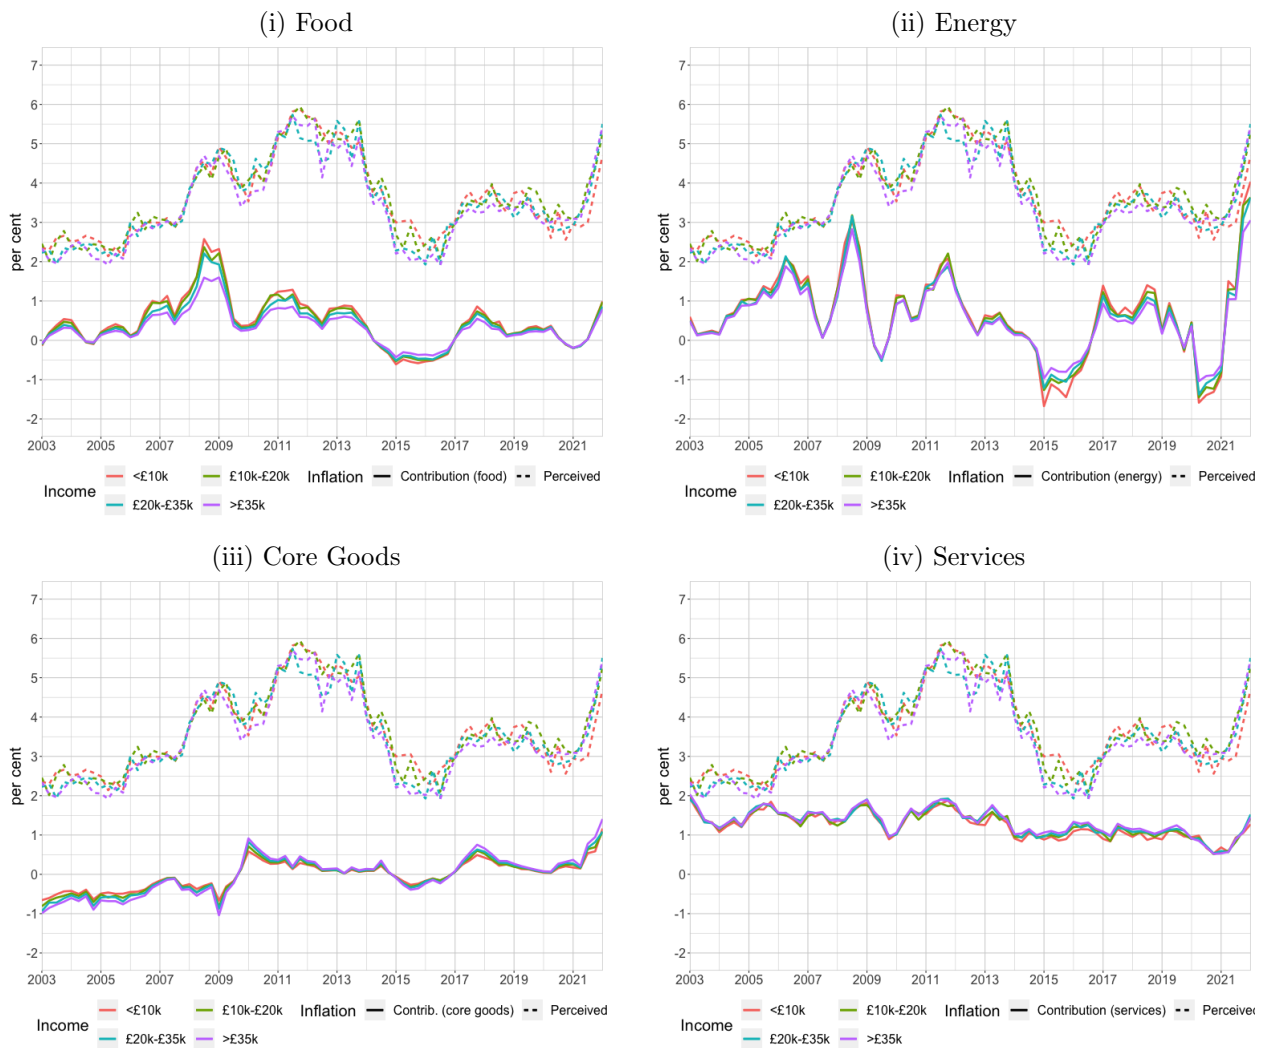 (i) Food
7
6
5
4
3
2
1
0
-1
-2
per cent
2003 2005 2007 2009 2011 2013 2015 2017 2019 2021
Income <£10k £10k-£20k £20k-£35k >£35k Inflation Contribution (food) Perceived
(ii) Energy
7
6
5
4
3
2
1
0
-1
-2
per cent
2003 2005 2007 2009 2011 2013 2015 2017 2019 2021
Income <£10k £10k-£20k £20k-£35k >£35k Inflation Contribution (energy) Perceived
(iii) Core Goods
7
6
5
4
3
2
1
0
-1
-2
per cent
2003 2005 2007 2009 2011 2013 2015 2017 2019 2021
Income <£10k £10k-£20k £20k-£35k >£35k Inflation Contrib. (core goods) Perceived
(iv) Services
7
6
5
4
3
2
1
0
-1
-2
per cent
2003 2005 2007 2009 2011 2013 2015 2017 2019 2021
Income <£10k £10k-£20k £20k-£35k >£35k Inflation Contribution (services) Perceived